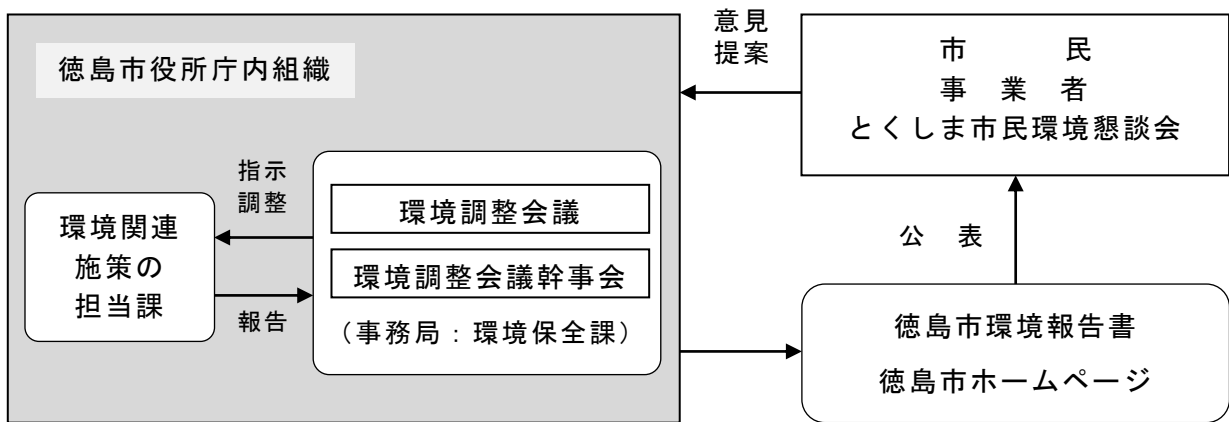 徳島市役所庁内組織
意見
提案
市　　　民
事　業　者
とくしま市民環境懇談会
指示
調整
環境関連
施策の
担当課
報告
環境調整会議
環境調整会議幹事会
（事務局：環境保全課）
公　表
徳島市環境報告書
徳島市ホームページ